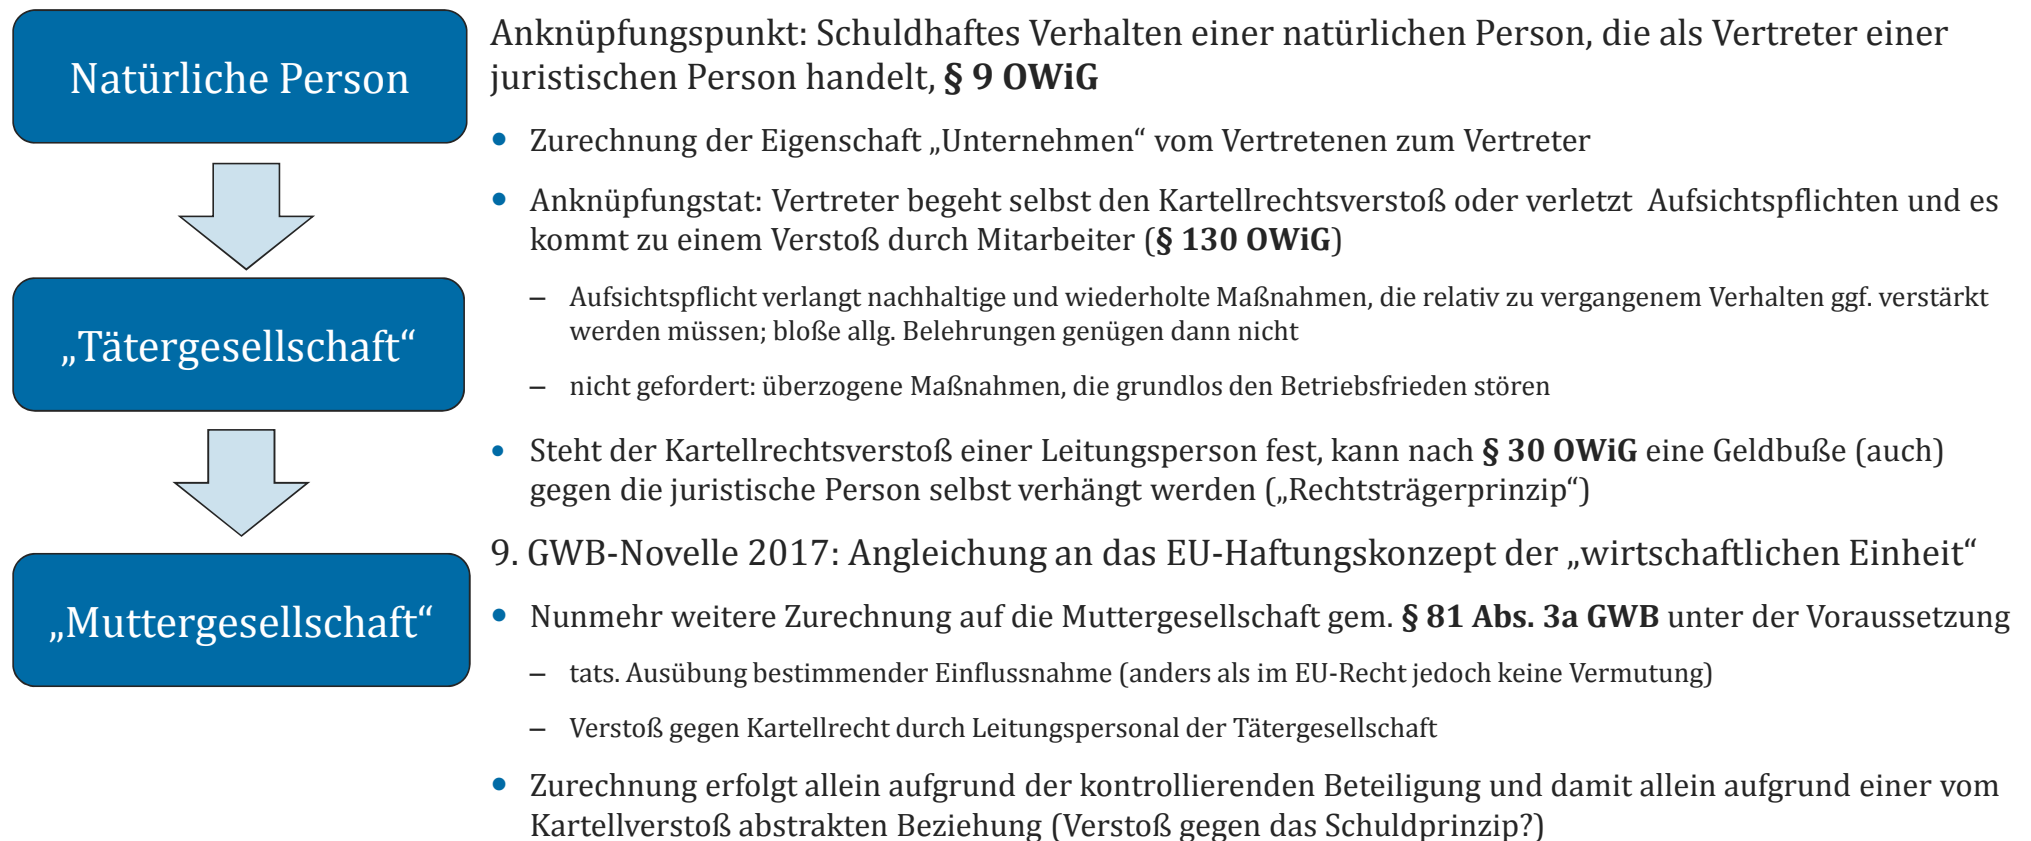 Natürliche Person
„Tätergesellschaft“
„Muttergesellschaft“
Anknüpfungspunkt: Schuldhaftes Verhalten einer natürlichen Person, die als Vertreter einer
juristischen Person handelt, § 9 OWiG
• Zurechnung der Eigenschaft „Unternehmen“ vom Vertretenen zum Vertreter
• Anknüpfungstat: Vertreter begeht selbst den Kartellrechtsverstoß oder verletzt Aufsichtspflichten und es
kommt zu einem Verstoß durch Mitarbeiter (§ 130 OWiG)
– Aufsichtspflicht verlangt nachhaltige und wiederholte Maßnahmen, die relativ zu vergangenem Verhalten ggf. verstärkt
werden müssen; bloße allg. Belehrungen genügen dann nicht
– nicht gefordert: überzogene Maßnahmen, die grundlos den Betriebsfrieden stören
• Steht der Kartellrechtsverstoß einer Leitungsperson fest, kann nach § 30 OWiG eine Geldbuße (auch)
gegen die juristische Person selbst verhängt werden („Rechtsträgerprinzip“)
9. GWB-Novelle 2017: Angleichung an das EU-Haftungskonzept der „wirtschaftlichen Einheit“
• Nunmehr weitere Zurechnung auf die Muttergesellschaft gem. § 81 Abs. 3a GWB unter der Voraussetzung
– tats. Ausübung bestimmender Einflussnahme (anders als im EU-Recht jedoch keine Vermutung)
– Verstoß gegen Kartellrecht durch Leitungspersonal der Tätergesellschaft
• Zurechnung erfolgt allein aufgrund der kontrollierenden Beteiligung und damit allein aufgrund einer vom
Kartellverstoß abstrakten Beziehung (Verstoß gegen das Schuldprinzip?)